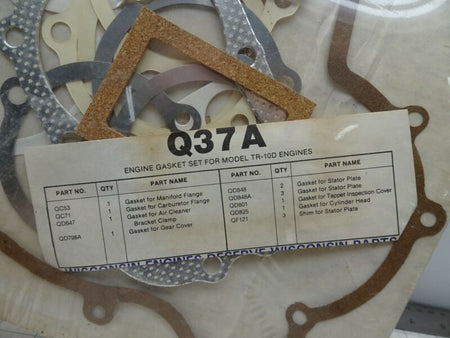 Q37A
ENGINE GASKET SET FOR MODEL TR-10D ENGINES
PART NO. QTY PART NAME PART NO. QTY PART NAME
QC53 1 Gasket for Manifold Flange QD848 2 Gasket for Stator Plate
QC71 1 Gasket for Carburetor Flange QD848A 3 Gasket for Stator Plate
QD647 1 Gasket for Air Cleaner QD801 1 Gasket for Tappet Inspection Cover
Bracket Clamp QD825 1 Gasket for Cylinder Head
QD798A 1 Gasket for Gear Cover QF121 3 Shim for Stator Plate
WISCONSIN ENGINES DESERVE WISCONSIN PARTS